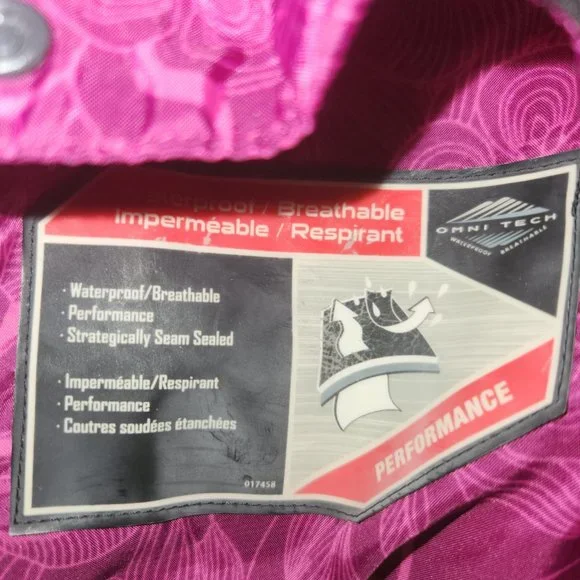 Waterproof / Breathable
Imperméable / Respirant
OMNI TECH
WATERPROOF BREATHABLE
· Waterproof/Breathable
· Performance
· Strategically Seam Sealed
· Imperméable/Respirant
· Performance
· Coutres soudées étanchées
017458
PERFORMANCE